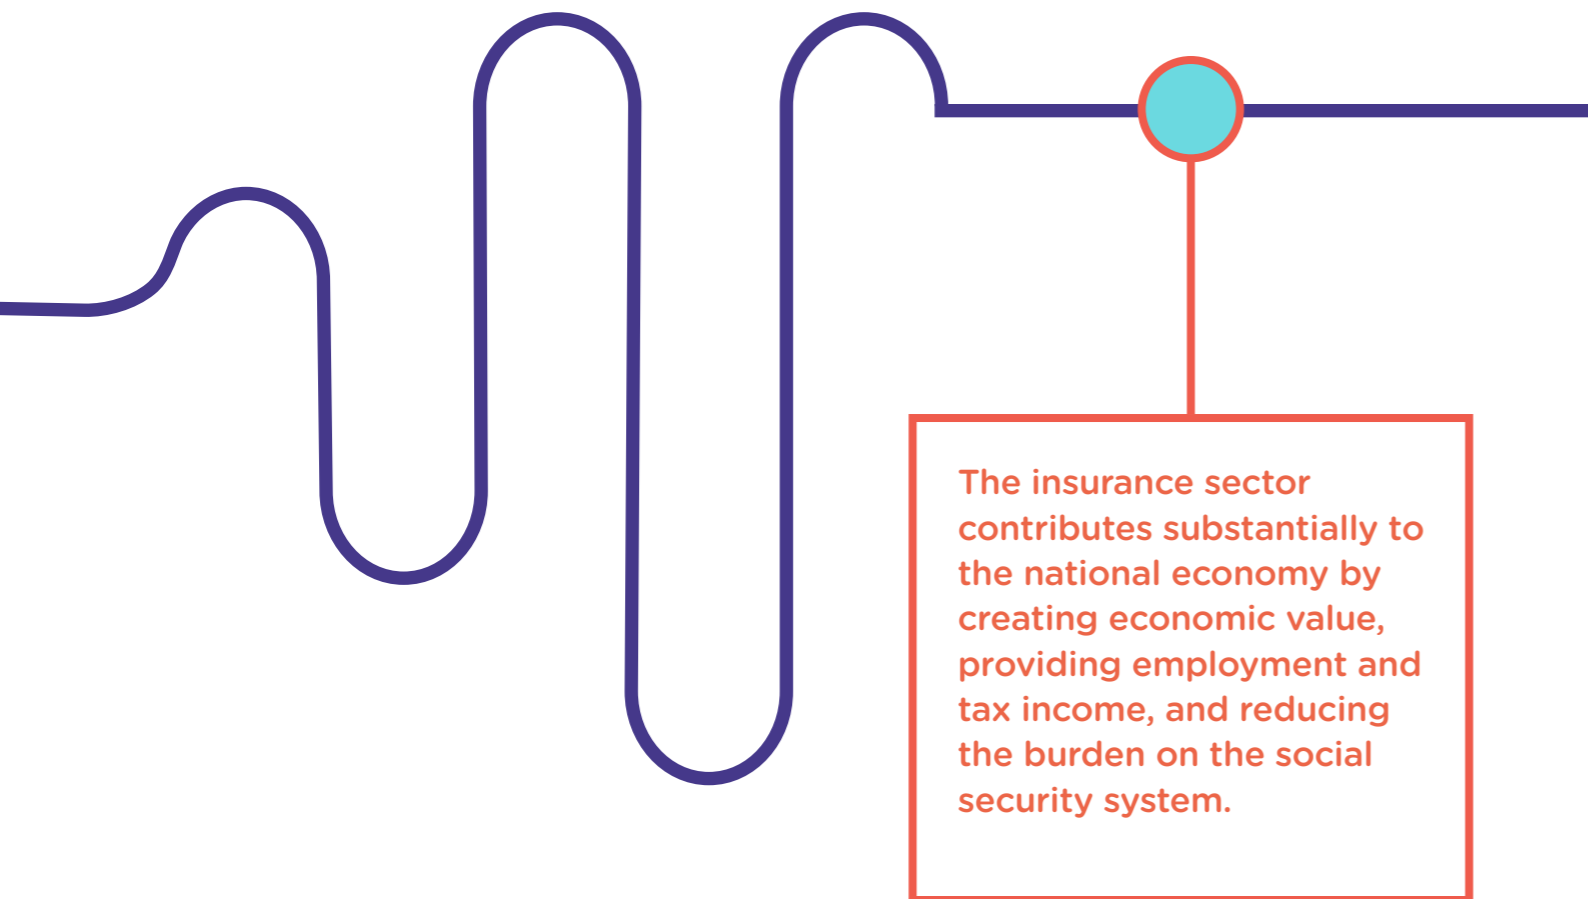 The insurance sector
contributes substantially to
the national economy by
creating economic value,
providing employment and
tax income, and reducing
the burden on the social
security system.